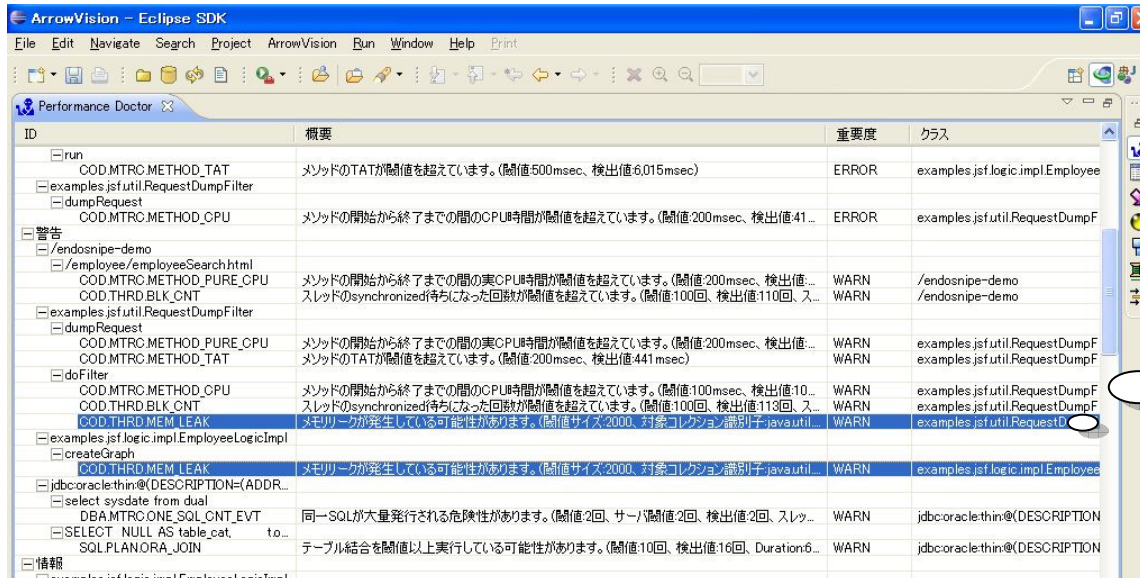 ArrowVision - Eclipse SDK
File Edit Navigate Search Project ArrowVision Run Window Help Print
Performance Doctor
ID 概要 重要度 クラス
run
COD.MTRC.METHOD_TAT メソッドのTATが閾値を超えています。(閾値:500msec、検出値:6,015msec) ERROR examples.jsf.logic.impl.Employee
examples.jsf.util.RequestDumpFilter
dumpRequest
COD.MTRC.METHOD_CPU メソッドの開始から終了までの間のCPU時間が閾値を超えています。(閾値:200msec、検出値:41... ERROR examples.jsf.util.RequestDumpF
警告
/endosnipe-demo
/employee/employeeSearch.html
COD.MTRC.METHOD_PURE_CPU メソッドの開始から終了までの間の実CPU時間が閾値を超えています。(閾値:200msec、検出値:... WARN /endosnipe-demo
COD.THRD.BLK_CNT スレッドのsynchronized待ちになった回数が閾値を超えています。(閾値:100回、検出値:110回、ス... WARN /endosnipe-demo
examples.jsf.util.RequestDumpFilter
dumpRequest
COD.MTRC.METHOD_PURE_CPU メソッドの開始から終了までの間の実CPU時間が閾値を超えています。(閾値:200msec、検出値:... WARN examples.jsf.util.RequestDumpF
COD.MTRC.METHOD_TAT メソッドのTATが閾値を超えています。(閾値:200msec、検出値:441msec) WARN examples.jsf.util.RequestDumpF
doFilter
COD.MTRC.METHOD_CPU メソッドの開始から終了までの間のCPU時間が閾値を超えています。(閾値:100msec、検出値:10... WARN examples.jsf.util.RequestDumpF
COD.THRD.BLK_CNT スレッドのsynchronized待ちになった回数が閾値を超えています。(閾値:100回、検出値:113回、ス... WARN examples.jsf.util.RequestDumpF
COD.THRD.MEM_LEAK メモリリークが発生している可能性があります。(閾値サイズ:2000、対象コレクション識別子:java.util.... WARN examples.jsf.util.RequestD
examples.jsf.logic.impl.EmployeeLogicImpl
createGraph
COD.THRD.MEM_LEAK メモリリークが発生している可能性があります。(閾値サイズ:2000、対象コレクション識別子:java.util.... WARN examples.jsf.logic.impl.Employee
jdbc:oracle:thin:@(DESCRIPTION=(ADDR...
select sysdate from dual
DBA.MTRC.ONE_SQL_CNT_EVT 同一SQLが大量発行される危険性があります。(閾値:2回、サーバ閾値:2回、検出値:2回、スレッ... WARN jdbc:oracle:thin:@(DESCRIPTION
SELECT NULL AS table_cat, t.o...
SQL.PLAN.ORA_JOIN テーブル結合を閾値以上実行している可能性があります。(閾値:10回、検出値:16回、Duration:6... WARN jdbc:oracle:thin:@(DESCRIPTION
情報